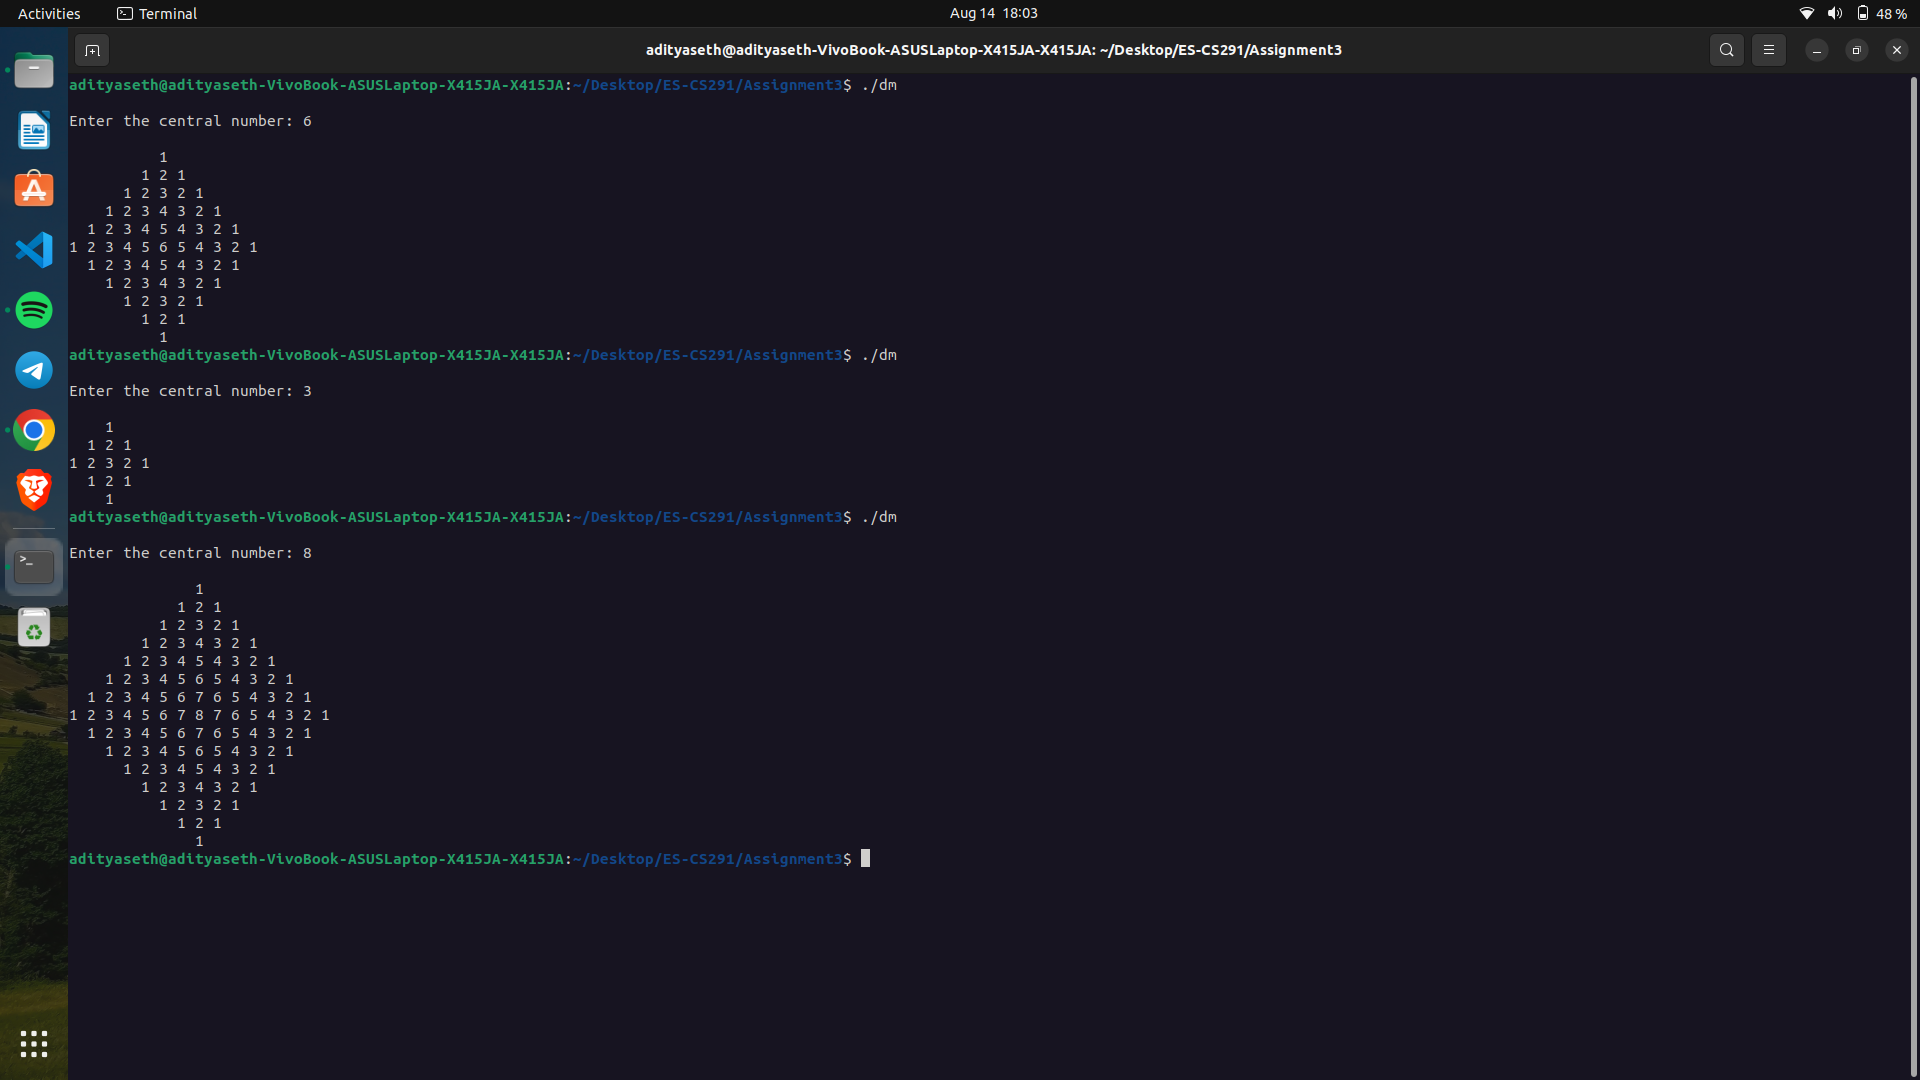 Activities Terminal Aug 14 18:03 48 %
adityaseth@adityaseth-VivoBook-ASUSLaptop-X415JA-X415JA: ~/Desktop/ES-CS291/Assignment3
adityaseth@adityaseth-VivoBook-ASUSLaptop-X415JA-X415JA:~/Desktop/ES-CS291/Assignment3$ ./dm
Enter the central number: 6
1
1 2 1
1 2 3 2 1
1 2 3 4 3 2 1
1 2 3 4 5 4 3 2 1
1 2 3 4 5 6 5 4 3 2 1
1 2 3 4 5 4 3 2 1
1 2 3 4 3 2 1
1 2 3 2 1
1 2 1
1
adityaseth@adityaseth-VivoBook-ASUSLaptop-X415JA-X415JA:~/Desktop/ES-CS291/Assignment3$ ./dm
Enter the central number: 3
1
1 2 1
1 2 3 2 1
1 2 1
1
adityaseth@adityaseth-VivoBook-ASUSLaptop-X415JA-X415JA:~/Desktop/ES-CS291/Assignment3$ ./dm
Enter the central number: 8
1
1 2 1
1 2 3 2 1
1 2 3 4 3 2 1
1 2 3 4 5 4 3 2 1
1 2 3 4 5 6 5 4 3 2 1
1 2 3 4 5 6 7 6 5 4 3 2 1
1 2 3 4 5 6 7 8 7 6 5 4 3 2 1
1 2 3 4 5 6 7 6 5 4 3 2 1
1 2 3 4 5 6 5 4 3 2 1
1 2 3 4 5 4 3 2 1
1 2 3 4 3 2 1
1 2 3 2 1
1 2 1
1
adityaseth@adityaseth-VivoBook-ASUSLaptop-X415JA-X415JA:~/Desktop/ES-CS291/Assignment3$